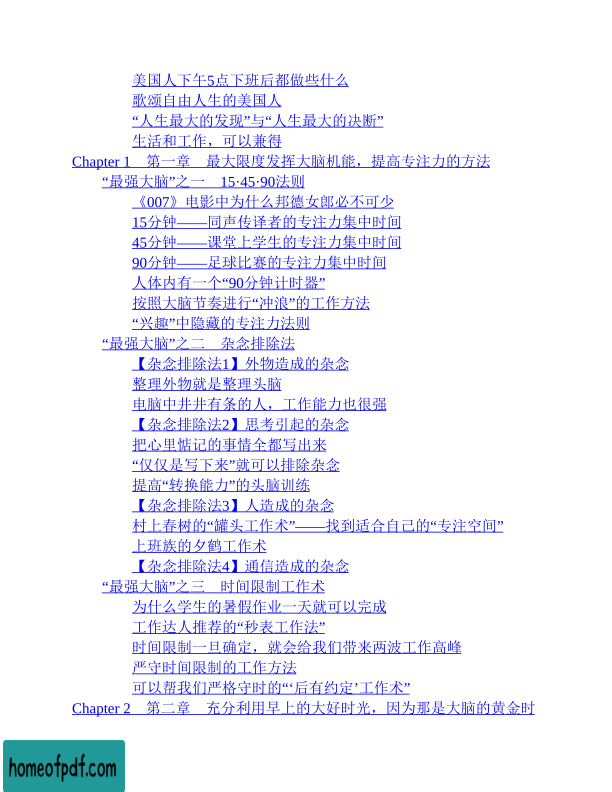 美国人下午5点下班后都做些什么
歌颂自由人生的美国人
“人生最大的发现”与“人生最大的决断”
生活和工作，可以兼得
Chapter 1　第一章　最大限度发挥大脑机能，提高专注力的方法
“最强大脑”之一　15·45·90法则
《007》电影中为什么邦德女郎必不可少
15分钟——同声传译者的专注力集中时间
45分钟——课堂上学生的专注力集中时间
90分钟——足球比赛的专注力集中时间
人体内有一个“90分钟计时器”
按照大脑节奏进行“冲浪”的工作方法
“兴趣”中隐藏的专注力法则
“最强大脑”之二　杂念排除法
【杂念排除法1】外物造成的杂念
整理外物就是整理头脑
电脑中井井有条的人，工作能力也很强
【杂念排除法2】思考引起的杂念
把心里惦记的事情全都写出来
“仅仅是写下来”就可以排除杂念
提高“转换能力”的头脑训练
【杂念排除法3】人造成的杂念
村上春树的“罐头工作术”——找到适合自己的“专注空间”
上班族的夕鹤工作术
【杂念排除法4】通信造成的杂念
“最强大脑”之三　时间限制工作术
为什么学生的暑假作业一天就可以完成
工作达人推荐的“秒表工作法”
时间限制一旦确定，就会给我们带来两波工作高峰
严守时间限制的工作方法
可以帮我们严格守时的“‘后有约定’工作术”
Chapter 2　第二章　充分利用早上的大好时光，因为那是大脑的黄金时
homeofpdf.com